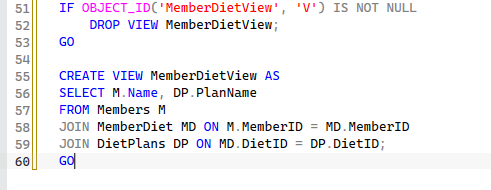 51 IF OBJECT_ID('MemberDietView', 'V') IS NOT NULL
52     DROP VIEW MemberDietView;
53 GO
54
55 CREATE VIEW MemberDietView AS
56 SELECT M.Name, DP.PlanName
57 FROM Members M
58 JOIN MemberDiet MD ON M.MemberID = MD.MemberID
59 JOIN DietPlans DP ON MD.DietID = DP.DietID;
60 GO